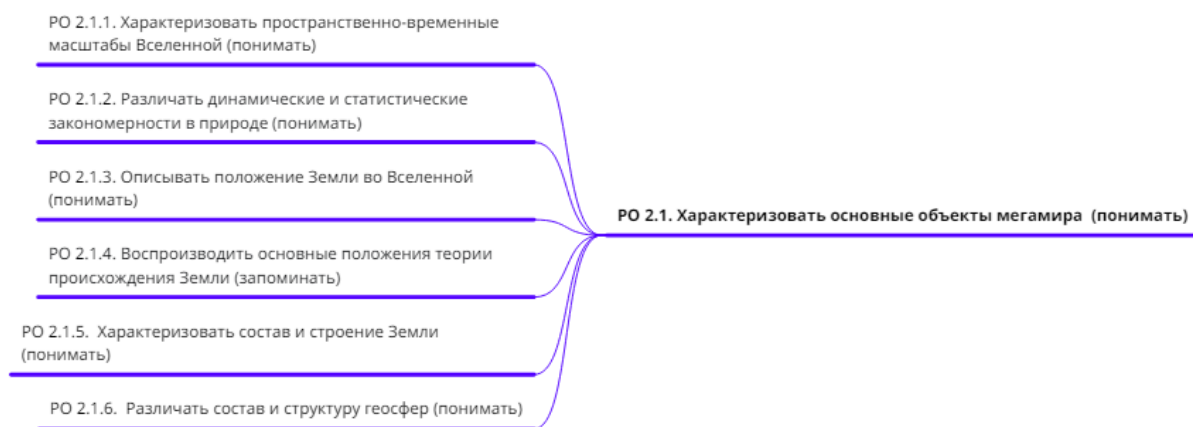 РО 2.1.1. Характеризовать пространственно-временные
масштабы Вселенной (понимать)
РО 2.1.2. Различать динамические и статистические
закономерности в природе (понимать)
РО 2.1.3. Описывать положение Земли во Вселенной
(понимать)
РО 2.1.4. Воспроизводить основные положения теории
происхождения Земли (запоминать)
РО 2.1.5.  Характеризовать состав и строение Земли
(понимать)
РО 2.1.6.  Различать состав и структуру геосфер (понимать)
РО 2.1. Характеризовать основные объекты мегамира  (понимать)